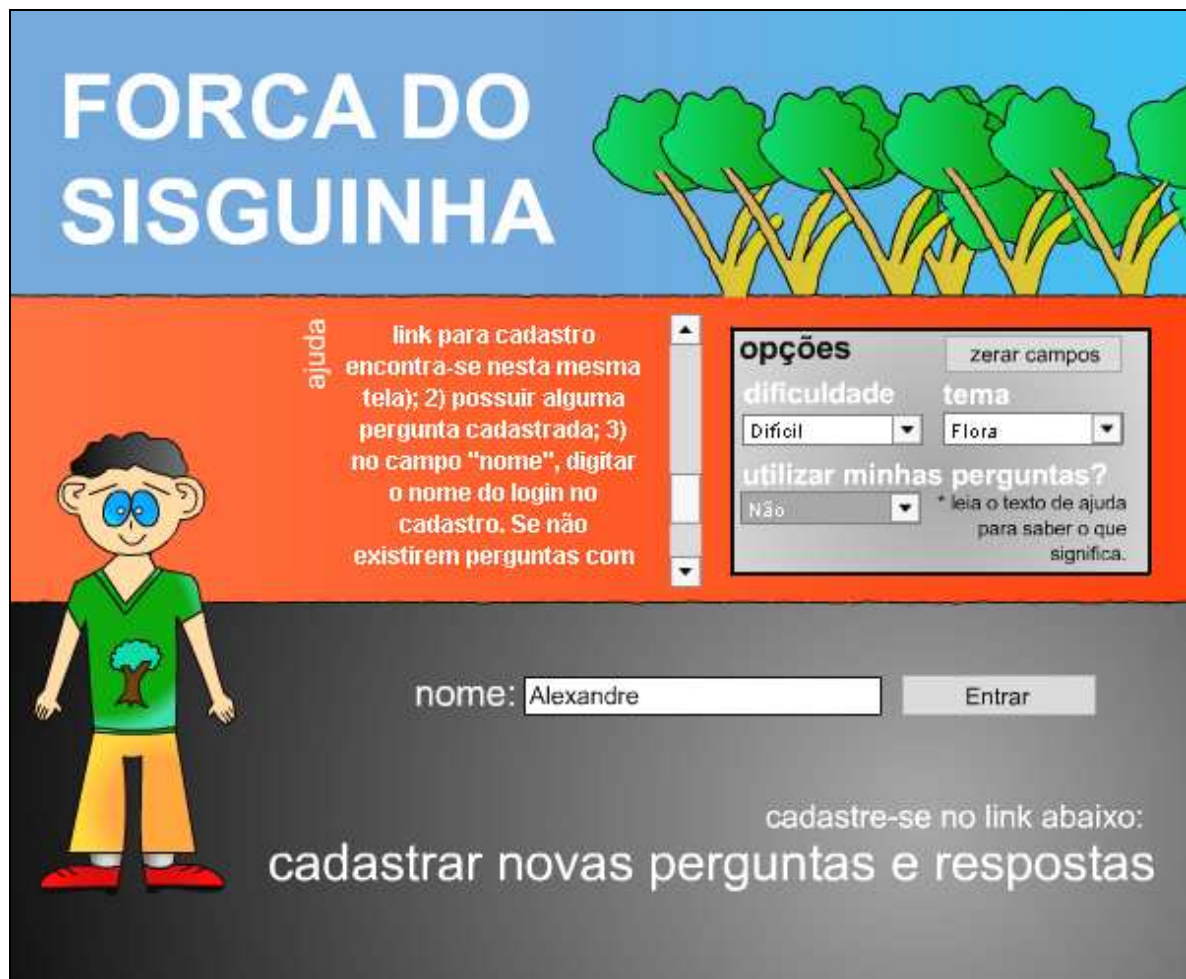 FORCA DO
SISGUINHA
ajuda
link para cadastro
encontra-se nesta mesma
tela); 2) possuir alguma
pergunta cadastrada; 3)
no campo "nome", digitar
o nome do login no
cadastro. Se não
existirem perguntas com
opções
zerar campos
dificuldade
tema
Difícil
Flora
utilizar minhas perguntas?
Não
* leia o texto de ajuda
para saber o que
significa.
nome:
Alexandre
Entrar
cadastre-se no link abaixo:
cadastrar novas perguntas e respostas